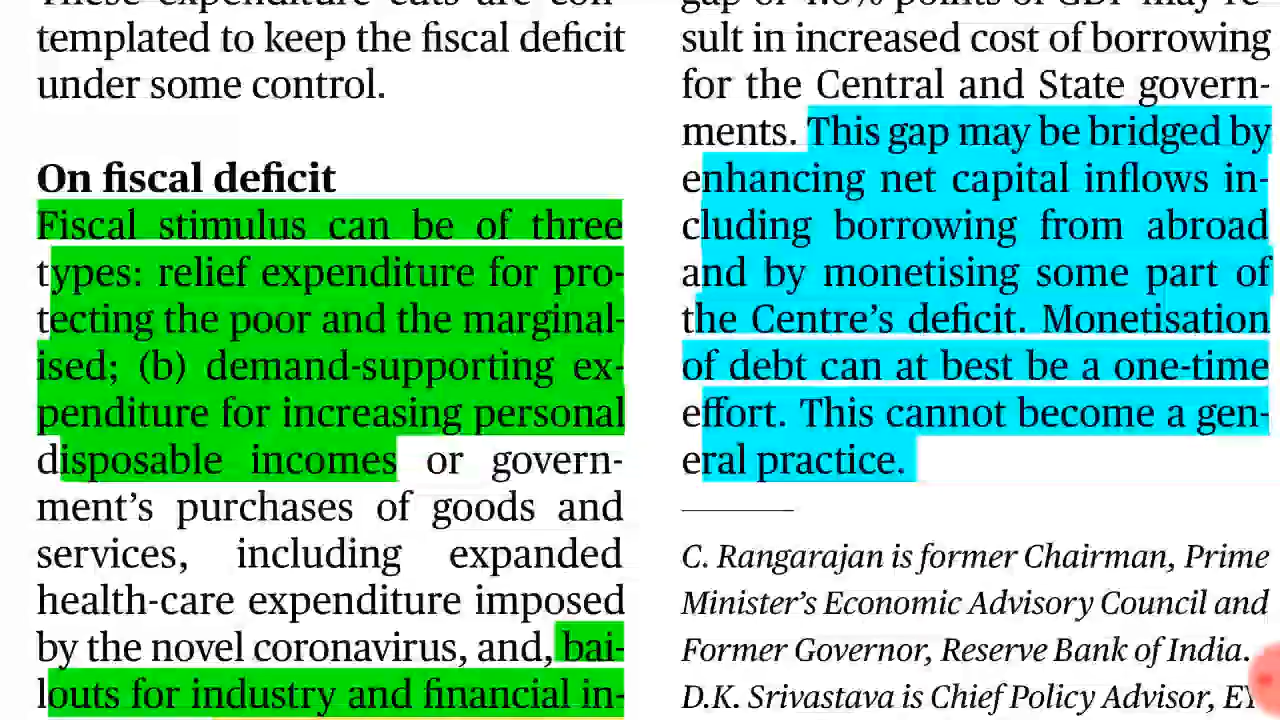 templated to keep the fiscal deficit
under some control.
On fiscal deficit
Fiscal stimulus can be of three
types: relief expenditure for pro-
tecting the poor and the marginal-
ised; (b) demand-supporting ex-
penditure for increasing personal
disposable incomes or govern-
ment’s purchases of goods and
services, including expanded
health-care expenditure imposed
by the novel coronavirus, and, bai-
louts for industry and financial in-
sult in increased cost of borrowing
for the Central and State govern-
ments. This gap may be bridged by
enhancing net capital inflows in-
cluding borrowing from abroad
and by monetising some part of
the Centre’s deficit. Monetisation
of debt can at best be a one-time
effort. This cannot become a gen-
eral practice.
C. Rangarajan is former Chairman, Prime
Minister’s Economic Advisory Council and
Former Governor, Reserve Bank of India.
D.K. Srivastava is Chief Policy Advisor, EY